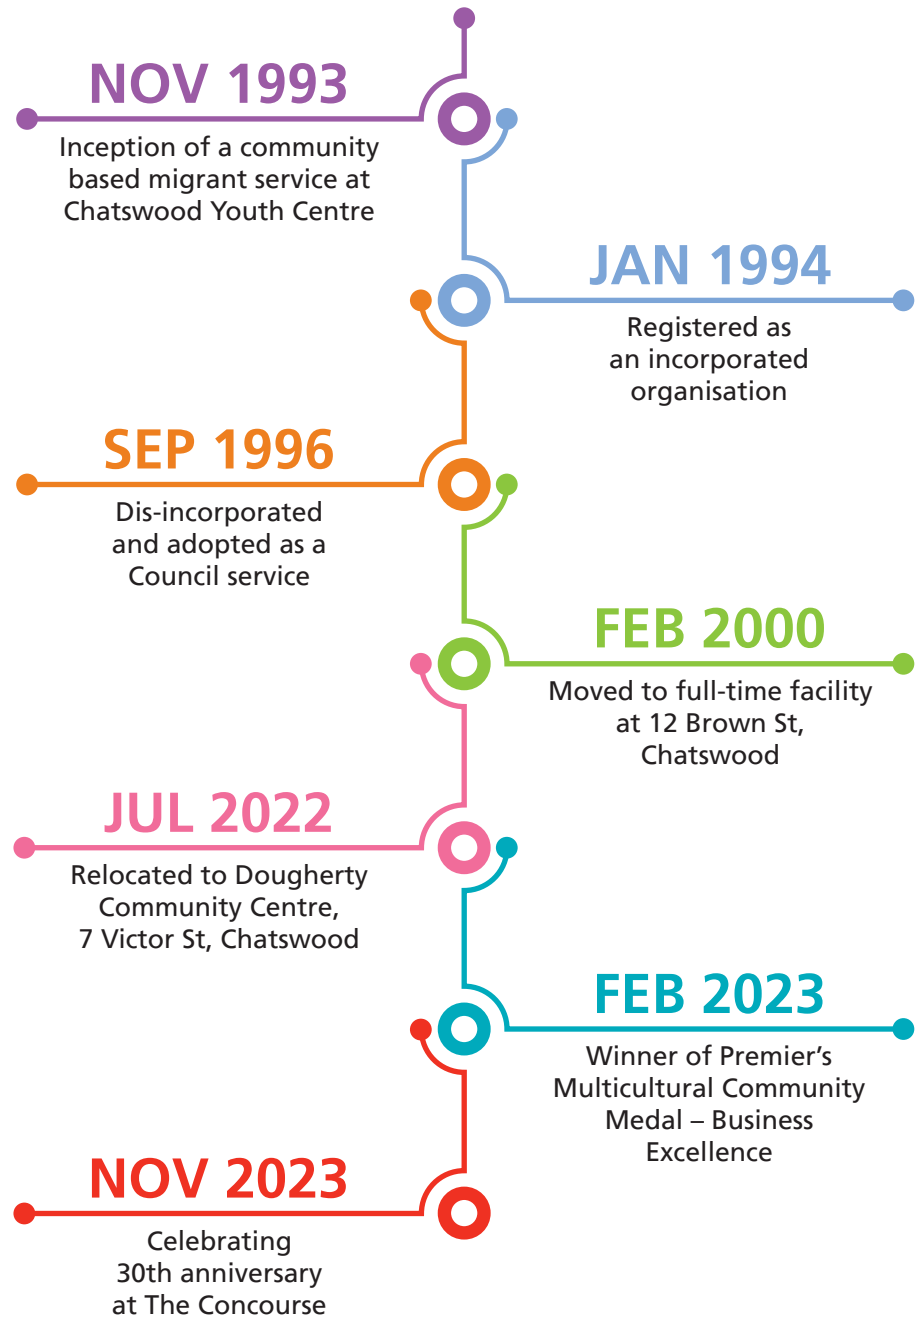 NOV 1993
Inception of a community
based migrant service at
Chatswood Youth Centre
JAN 1994
Registered as
an incorporated
organisation
SEP 1996
Dis-incorporated
and adopted as a
Council service
FEB 2000
Moved to full-time facility
at 12 Brown St,
Chatswood
JUL 2022
Relocated to Dougherty
Community Centre,
7 Victor St, Chatswood
FEB 2023
Winner of Premier’s
Multicultural Community
Medal – Business
Excellence
NOV 2023
Celebrating
30th anniversary
at The Concourse